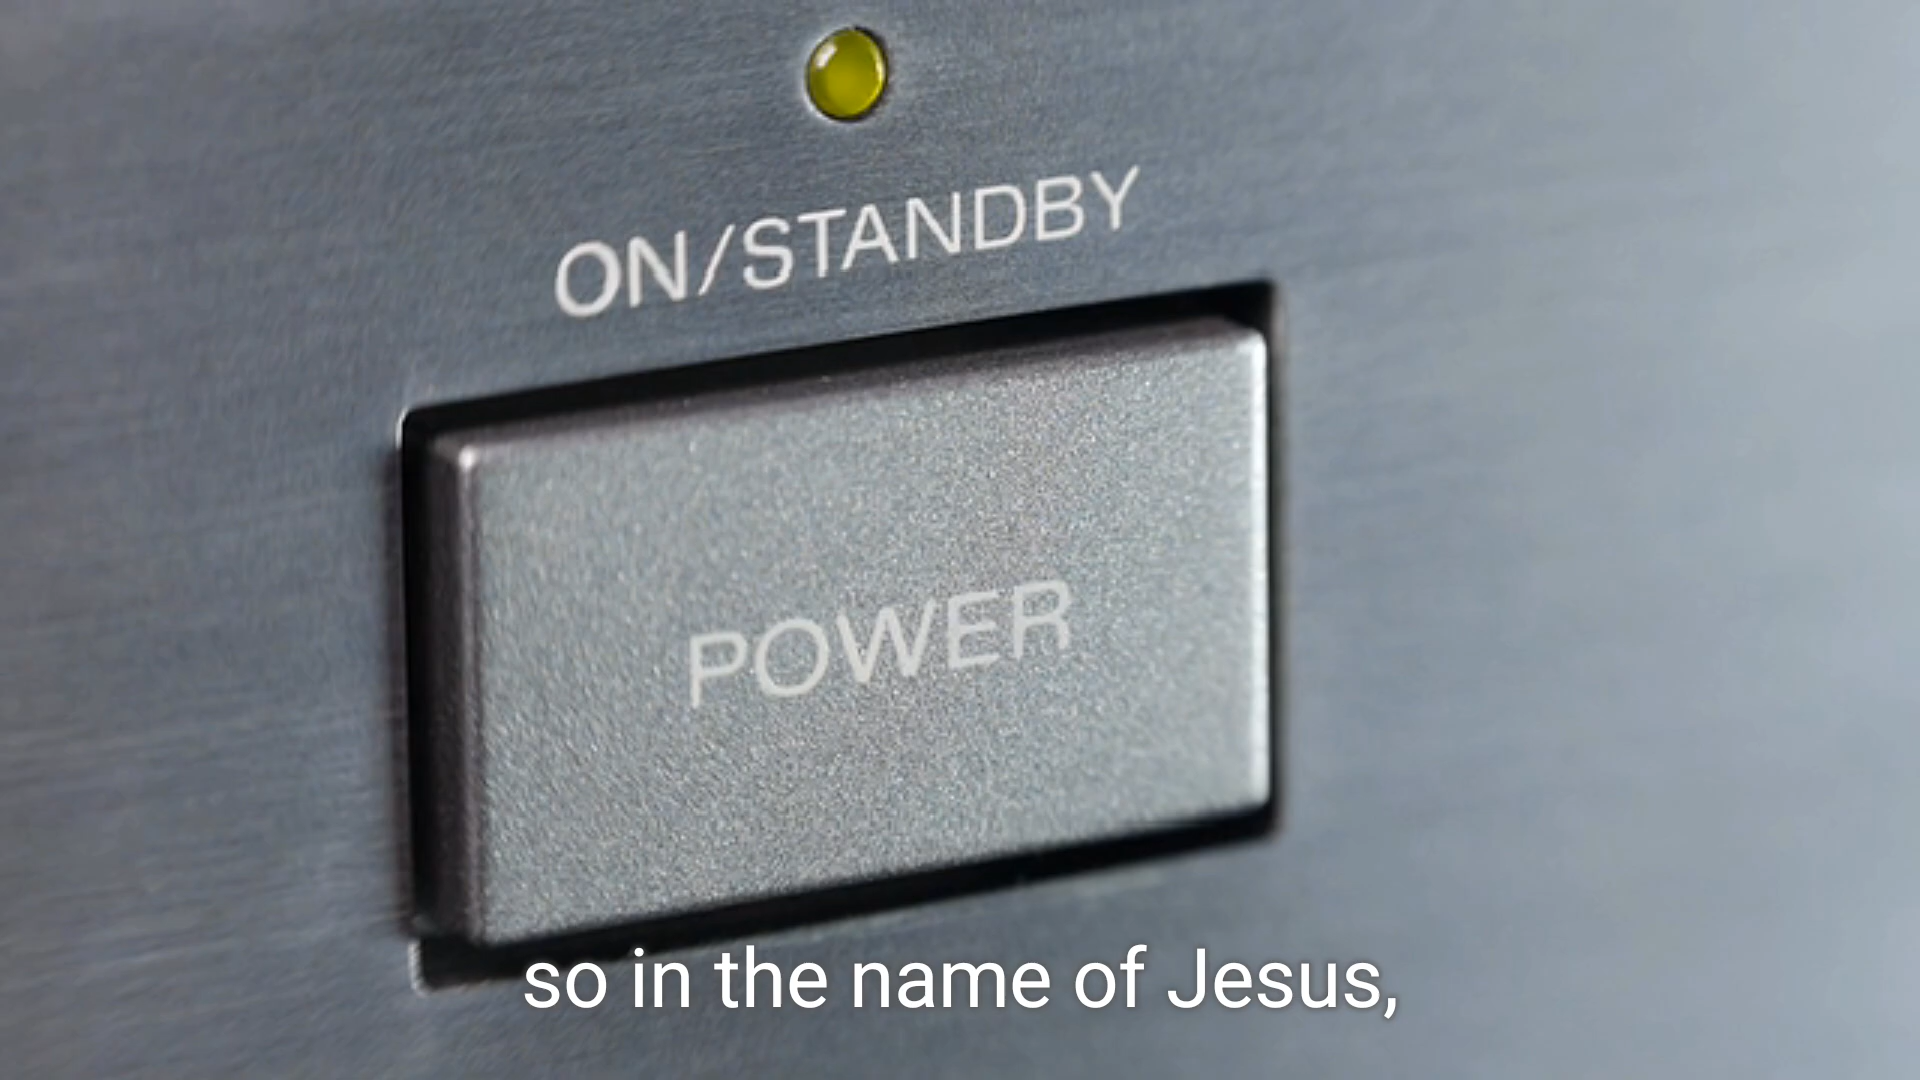 ON/STANDBY
POWER
so in the name of Jesus,